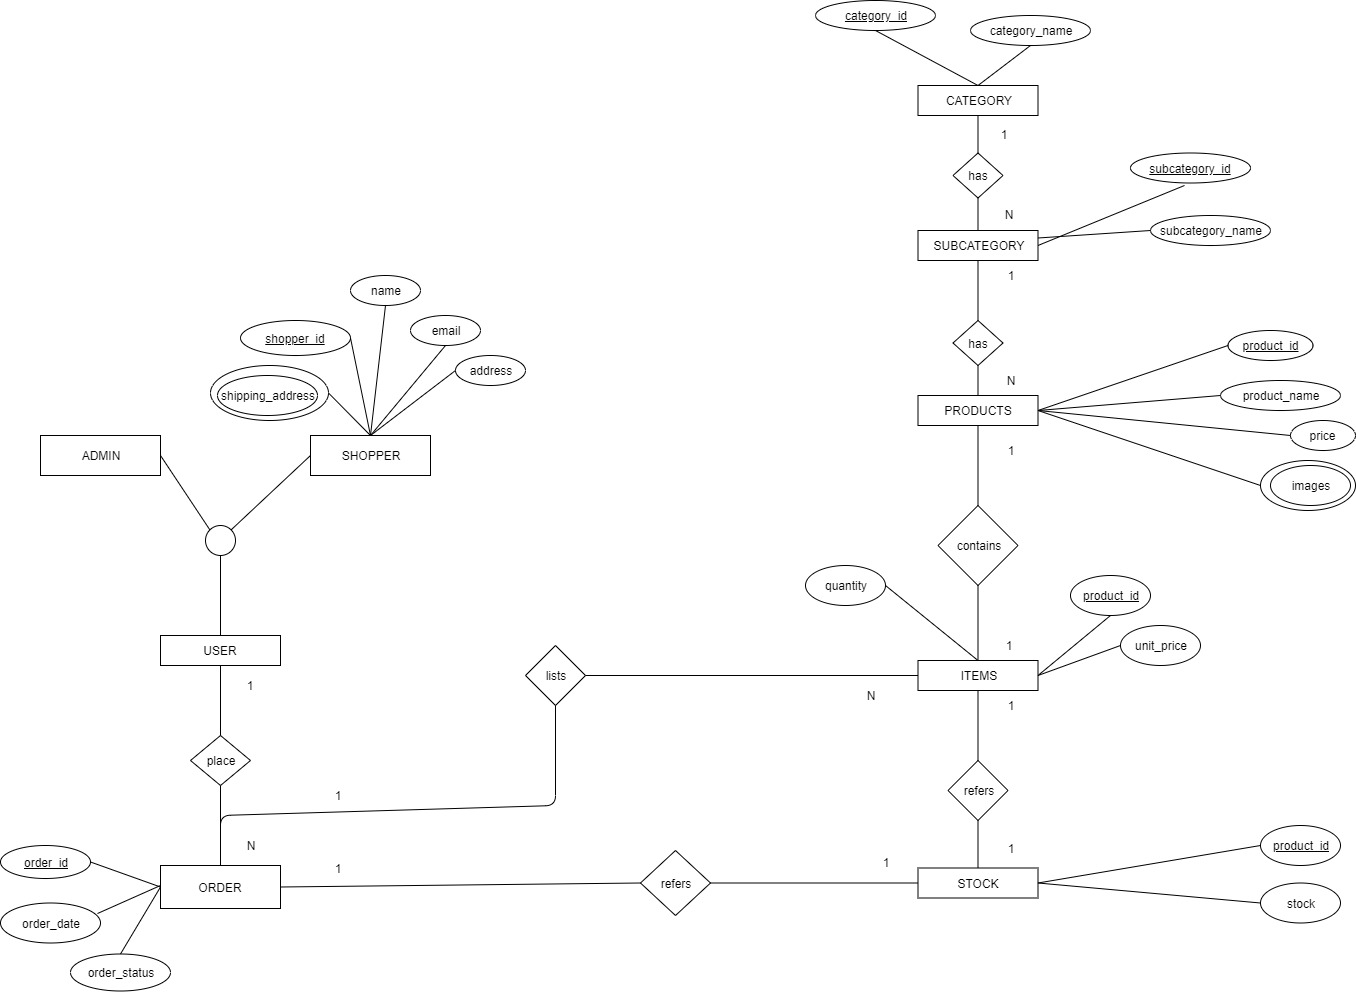 category_id
category_name
CATEGORY
1
has
subcategory_id
N
subcategory_name
SUBCATEGORY
1
name
shopper_id
email
has
product_id
address
N
shipping_address
product_name
PRODUCTS
price
1
ADMIN
SHOPPER
images
contains
quantity
product_id
1
unit_price
USER
lists
ITEMS
1
N
1
place
refers
1
N
1
product_id
order_id
1
1
ORDER
refers
STOCK
stock
order_date
order_status